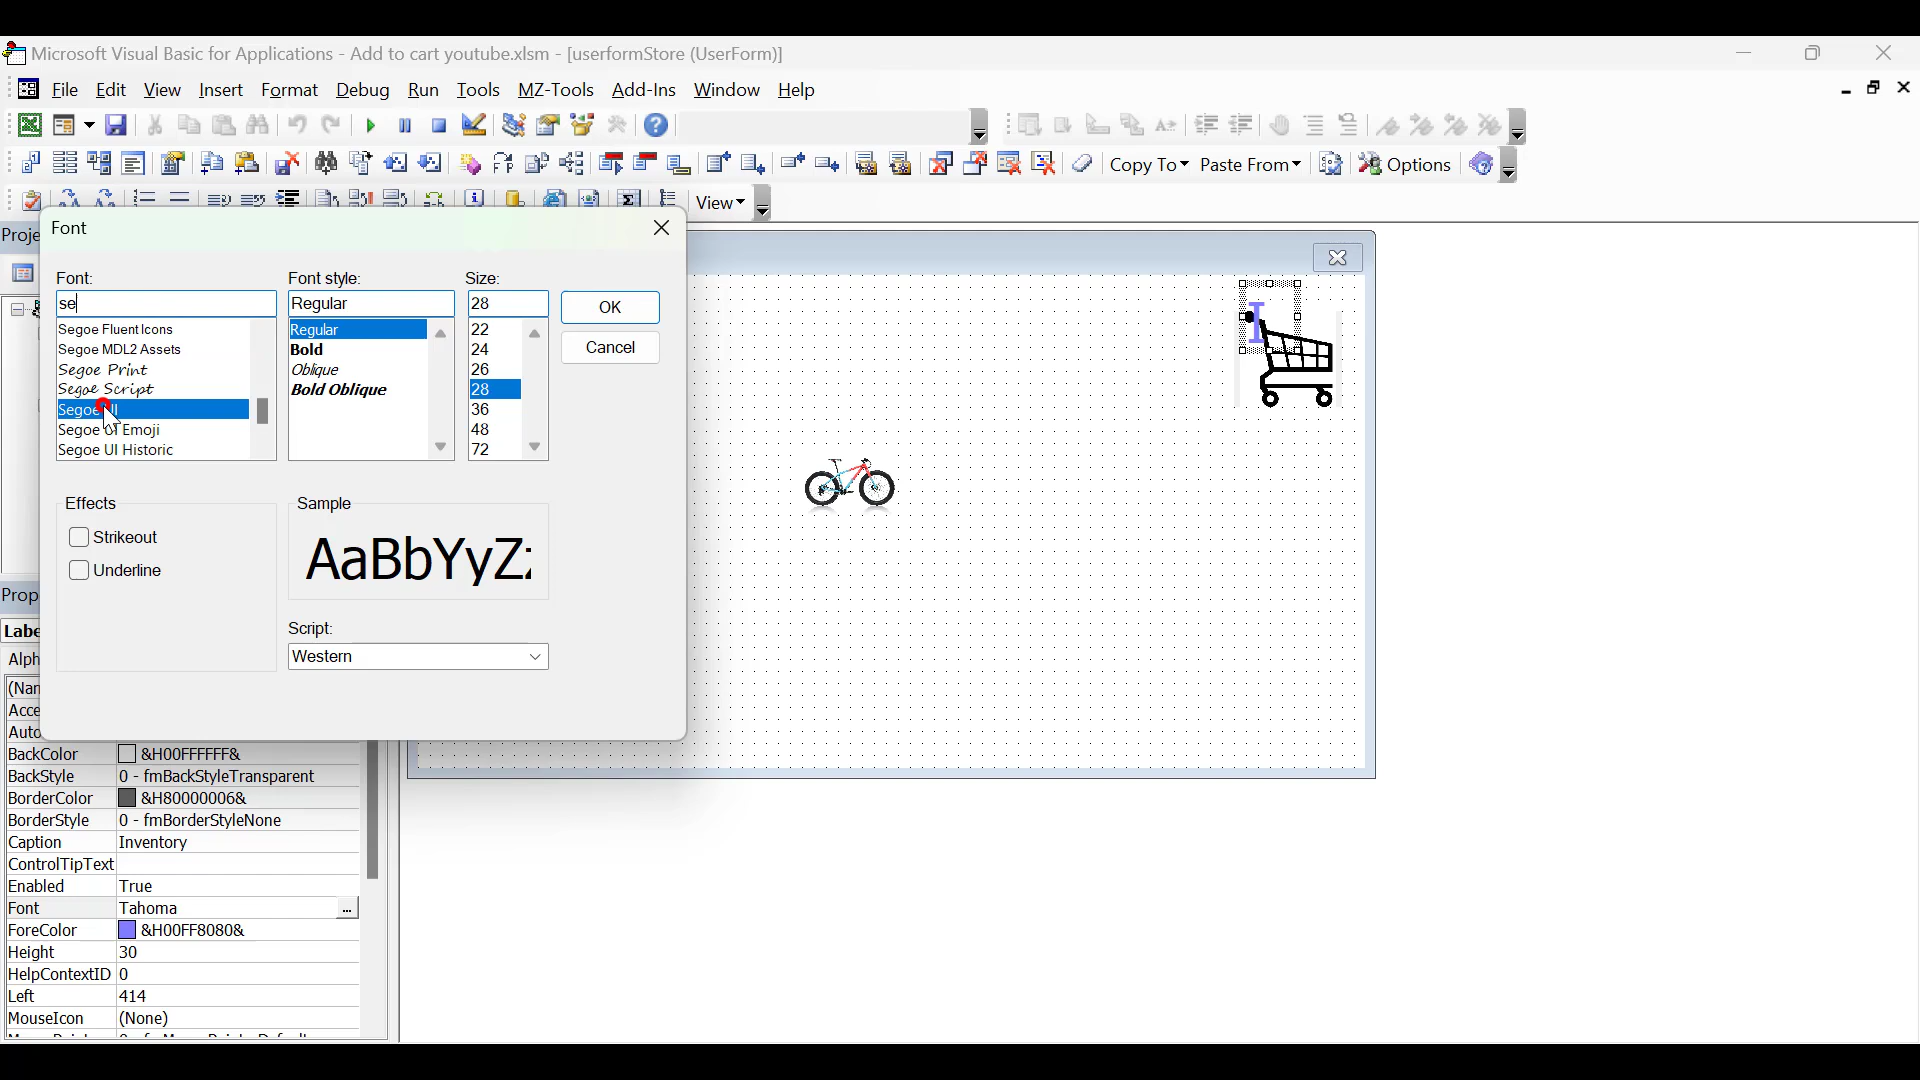 Microsoft Visual Basic for Applications - Add to cart youtube.xlsm - [userformStore (UserForm)]
File Edit View Insert Format Debug Run Tools MZ-Tools Add-Ins Window Help
Copy To Paste From Options
View
Font
Font: Font style: Size:
se Regular 28 OK
Segoe Fluent Icons Regular 22
Segoe MDL2 Assets Bold 24 Cancel
Segoe Print Oblique 26
Segoe Script Bold Oblique 28
Segoe UI 36
Segoe UI Emoji 48
Segoe UI Historic 72
I
Effects Sample
Strikeout AaBbYyZz
Underline
Script:
Western
BackColor &H00FFFFFF&
BackStyle 0 - fmBackStyleTransparent
BorderColor &H80000006&
BorderStyle 0 - fmBorderStyleNone
Caption Inventory
ControlTipText
Enabled True
Font Tahoma ...
ForeColor &H00FF8080&
Height 30
HelpContextID 0
Left 414
MouseIcon (None)